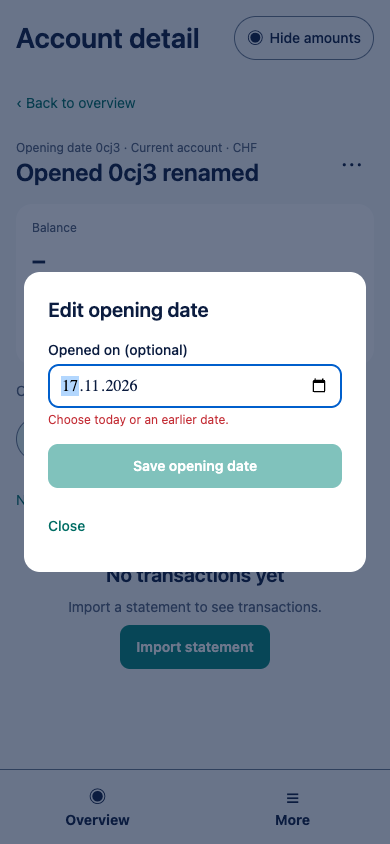 Account detail
Hide amounts
‹ Back to overview
Opening date 0cj3 · Current account · CHF
Opened 0cj3 renamed
Balance
–
Edit opening date
Opened on (optional)
17.11.2026
Choose today or an earlier date.
Save opening date
Close
No transactions yet
Import a statement to see transactions.
Import statement
Overview
More